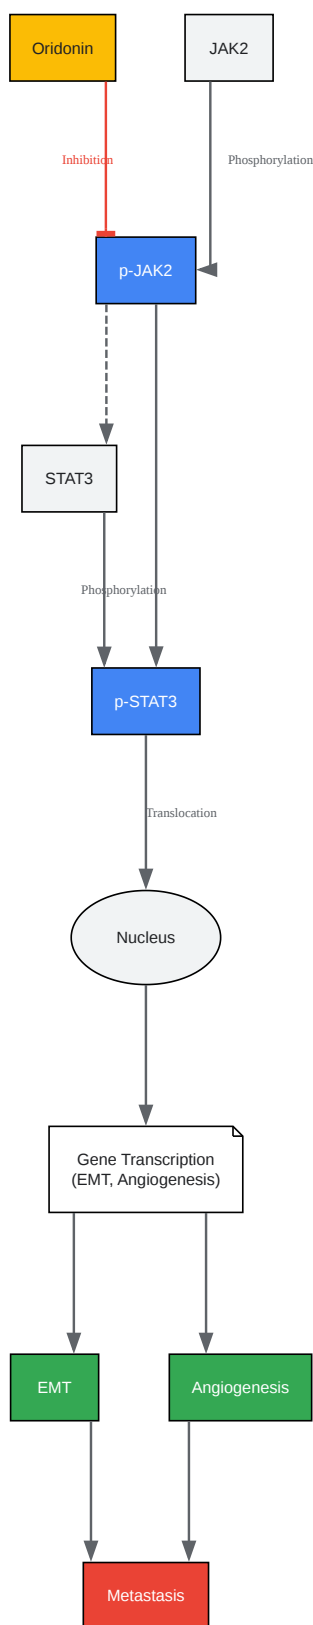 Oridonin
JAK2
Inhibition
Phosphorylation
p-JAK2
STAT3
Phosphorylation
p-STAT3
Translocation
Nucleus
Gene Transcription
(EMT, Angiogenesis)
EMT
Angiogenesis
Metastasis